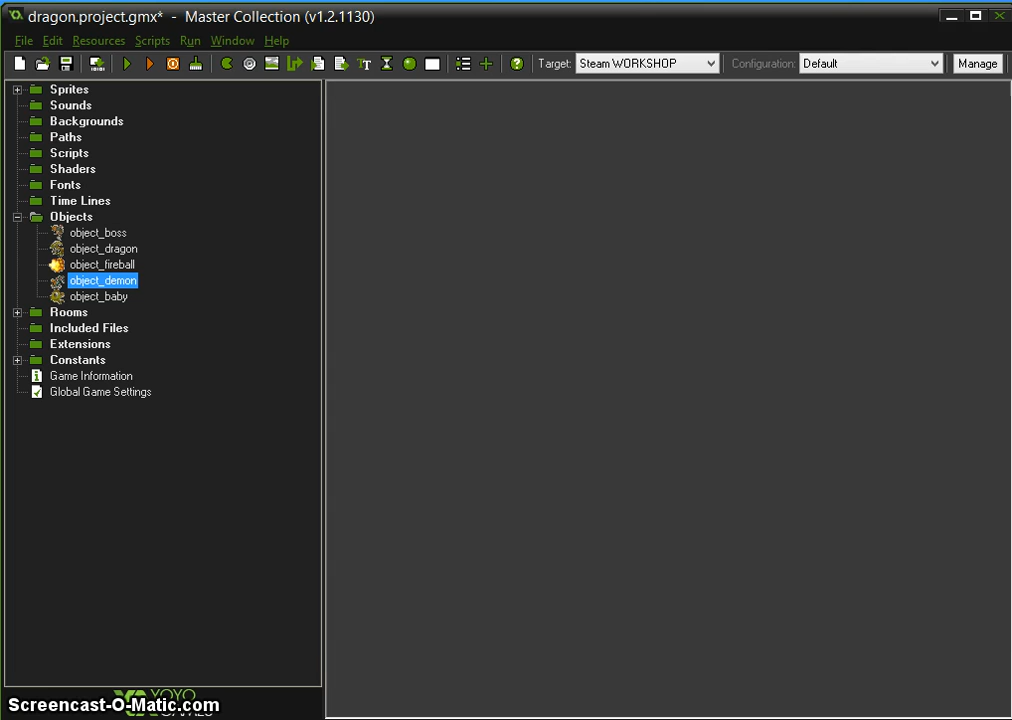 dragon.project.gmx* - Master Collection (v1.2.1130)
File Edit Resources Scripts Run Window Help
Target: Steam WORKSHOP Configuration: Default Manage
Sprites
Sounds
Backgrounds
Paths
Scripts
Shaders
Fonts
Time Lines
Objects
object_boss
object_dragon
object_fireball
object_demon
object_baby
Rooms
Included Files
Extensions
Constants
Game Information
Global Game Settings
YOYO
GAMES
Screencast-O-Matic.com